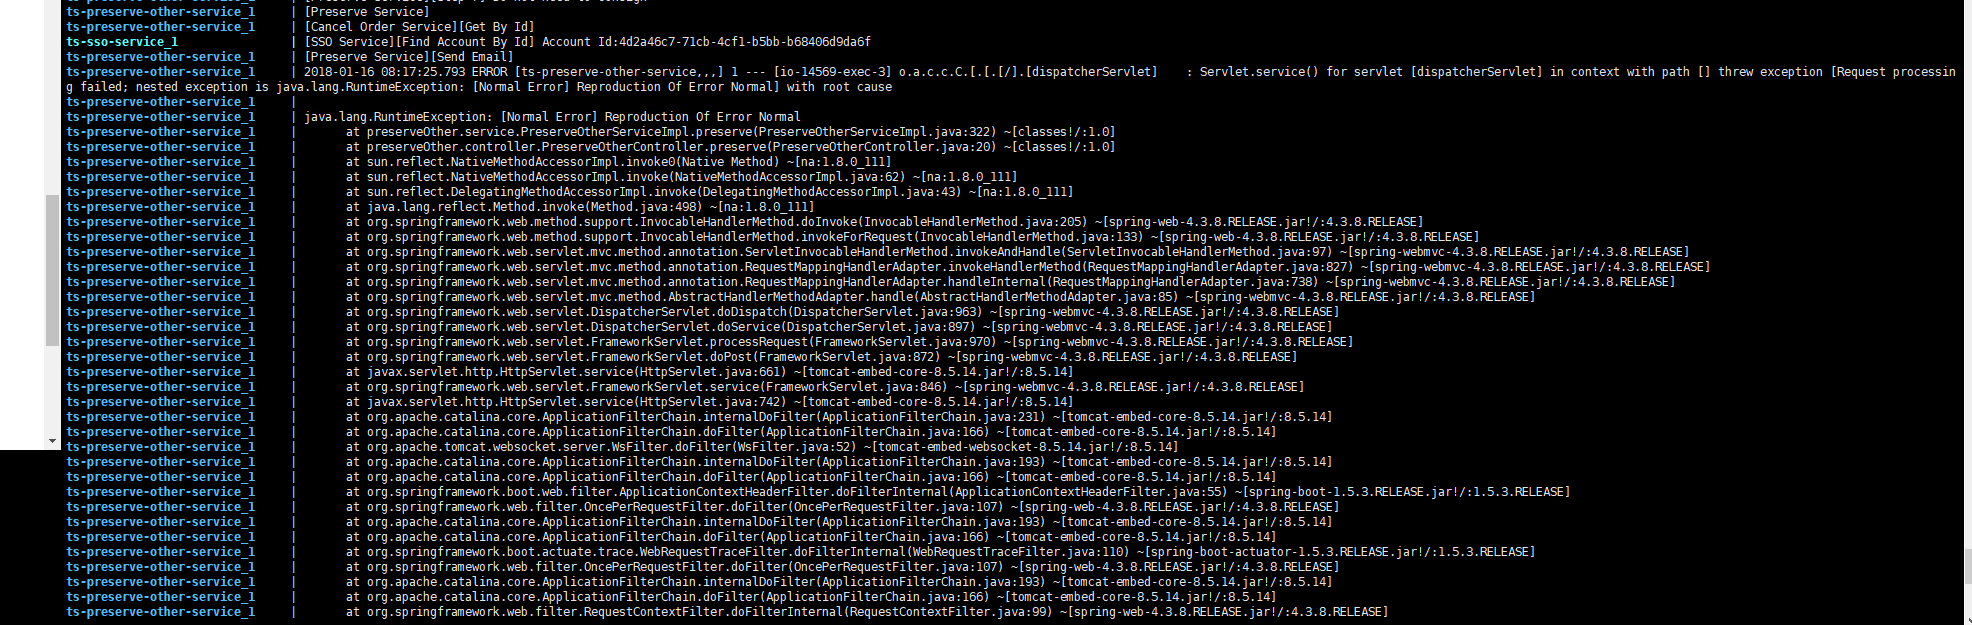 ts-preserve-other-service_1 | [Preserve Service]
ts-preserve-other-service_1 | [Cancel Order Service][Get By Id]
ts-sso-service_1 | [SSO Service][Find Account By Id] Account Id:4d2a46c7-71cb-4cf1-b5bb-b68406d9da6f
ts-preserve-other-service_1 | [Preserve Service][Send Email]
ts-preserve-other-service_1 | 2018-01-16 08:17:25.793 ERROR [ts-preserve-other-service,,,] 1 --- [io-14569-exec-3] o.a.c.c.C.[.[.[/].[dispatcherServlet] : Servlet.service() for servlet [dispatcherServlet] in context with path [] threw exception [Request processin
g failed; nested exception is java.lang.RuntimeException: [Normal Error] Reproduction Of Error Normal] with root cause
ts-preserve-other-service_1 |
ts-preserve-other-service_1 | java.lang.RuntimeException: [Normal Error] Reproduction Of Error Normal
ts-preserve-other-service_1 | at preserveOther.service.PreserveOtherServiceImpl.preserve(PreserveOtherServiceImpl.java:322) ~[classes!/:1.0]
ts-preserve-other-service_1 | at preserveOther.controller.PreserveOtherController.preserve(PreserveOtherController.java:20) ~[classes!/:1.0]
ts-preserve-other-service_1 | at sun.reflect.NativeMethodAccessorImpl.invoke0(Native Method) ~[na:1.8.0_111]
ts-preserve-other-service_1 | at sun.reflect.NativeMethodAccessorImpl.invoke(NativeMethodAccessorImpl.java:62) ~[na:1.8.0_111]
ts-preserve-other-service_1 | at sun.reflect.DelegatingMethodAccessorImpl.invoke(DelegatingMethodAccessorImpl.java:43) ~[na:1.8.0_111]
ts-preserve-other-service_1 | at java.lang.reflect.Method.invoke(Method.java:498) ~[na:1.8.0_111]
ts-preserve-other-service_1 | at org.springframework.web.method.support.InvocableHandlerMethod.doInvoke(InvocableHandlerMethod.java:205) ~[spring-web-4.3.8.RELEASE.jar!/:4.3.8.RELEASE]
ts-preserve-other-service_1 | at org.springframework.web.method.support.InvocableHandlerMethod.invokeForRequest(InvocableHandlerMethod.java:133) ~[spring-web-4.3.8.RELEASE.jar!/:4.3.8.RELEASE]
ts-preserve-other-service_1 | at org.springframework.web.servlet.mvc.method.annotation.ServletInvocableHandlerMethod.invokeAndHandle(ServletInvocableHandlerMethod.java:97) ~[spring-webmvc-4.3.8.RELEASE.jar!/:4.3.8.RELEASE]
ts-preserve-other-service_1 | at org.springframework.web.servlet.mvc.method.annotation.RequestMappingHandlerAdapter.invokeHandlerMethod(RequestMappingHandlerAdapter.java:827) ~[spring-webmvc-4.3.8.RELEASE.jar!/:4.3.8.RELEASE]
ts-preserve-other-service_1 | at org.springframework.web.servlet.mvc.method.annotation.RequestMappingHandlerAdapter.handleInternal(RequestMappingHandlerAdapter.java:738) ~[spring-webmvc-4.3.8.RELEASE.jar!/:4.3.8.RELEASE]
ts-preserve-other-service_1 | at org.springframework.web.servlet.mvc.method.AbstractHandlerMethodAdapter.handle(AbstractHandlerMethodAdapter.java:85) ~[spring-webmvc-4.3.8.RELEASE.jar!/:4.3.8.RELEASE]
ts-preserve-other-service_1 | at org.springframework.web.servlet.DispatcherServlet.doDispatch(DispatcherServlet.java:963) ~[spring-webmvc-4.3.8.RELEASE.jar!/:4.3.8.RELEASE]
ts-preserve-other-service_1 | at org.springframework.web.servlet.DispatcherServlet.doService(DispatcherServlet.java:897) ~[spring-webmvc-4.3.8.RELEASE.jar!/:4.3.8.RELEASE]
ts-preserve-other-service_1 | at org.springframework.web.servlet.FrameworkServlet.processRequest(FrameworkServlet.java:970) ~[spring-webmvc-4.3.8.RELEASE.jar!/:4.3.8.RELEASE]
ts-preserve-other-service_1 | at org.springframework.web.servlet.FrameworkServlet.doPost(FrameworkServlet.java:872) ~[spring-webmvc-4.3.8.RELEASE.jar!/:4.3.8.RELEASE]
ts-preserve-other-service_1 | at javax.servlet.http.HttpServlet.service(HttpServlet.java:661) ~[tomcat-embed-core-8.5.14.jar!/:8.5.14]
ts-preserve-other-service_1 | at org.springframework.web.servlet.FrameworkServlet.service(FrameworkServlet.java:846) ~[spring-webmvc-4.3.8.RELEASE.jar!/:4.3.8.RELEASE]
ts-preserve-other-service_1 | at javax.servlet.http.HttpServlet.service(HttpServlet.java:742) ~[tomcat-embed-core-8.5.14.jar!/:8.5.14]
ts-preserve-other-service_1 | at org.apache.catalina.core.ApplicationFilterChain.internalDoFilter(ApplicationFilterChain.java:231) ~[tomcat-embed-core-8.5.14.jar!/:8.5.14]
ts-preserve-other-service_1 | at org.apache.catalina.core.ApplicationFilterChain.doFilter(ApplicationFilterChain.java:166) ~[tomcat-embed-core-8.5.14.jar!/:8.5.14]
ts-preserve-other-service_1 | at org.apache.tomcat.websocket.server.WsFilter.doFilter(WsFilter.java:52) ~[tomcat-embed-websocket-8.5.14.jar!/:8.5.14]
ts-preserve-other-service_1 | at org.apache.catalina.core.ApplicationFilterChain.internalDoFilter(ApplicationFilterChain.java:193) ~[tomcat-embed-core-8.5.14.jar!/:8.5.14]
ts-preserve-other-service_1 | at org.apache.catalina.core.ApplicationFilterChain.doFilter(ApplicationFilterChain.java:166) ~[tomcat-embed-core-8.5.14.jar!/:8.5.14]
ts-preserve-other-service_1 | at org.springframework.boot.web.filter.ApplicationContextHeaderFilter.doFilterInternal(ApplicationContextHeaderFilter.java:55) ~[spring-boot-1.5.3.RELEASE.jar!/:1.5.3.RELEASE]
ts-preserve-other-service_1 | at org.springframework.web.filter.OncePerRequestFilter.doFilter(OncePerRequestFilter.java:107) ~[spring-web-4.3.8.RELEASE.jar!/:4.3.8.RELEASE]
ts-preserve-other-service_1 | at org.apache.catalina.core.ApplicationFilterChain.internalDoFilter(ApplicationFilterChain.java:193) ~[tomcat-embed-core-8.5.14.jar!/:8.5.14]
ts-preserve-other-service_1 | at org.apache.catalina.core.ApplicationFilterChain.doFilter(ApplicationFilterChain.java:166) ~[tomcat-embed-core-8.5.14.jar!/:8.5.14]
ts-preserve-other-service_1 | at org.springframework.boot.actuate.trace.WebRequestTraceFilter.doFilterInternal(WebRequestTraceFilter.java:110) ~[spring-boot-actuator-1.5.3.RELEASE.jar!/:1.5.3.RELEASE]
ts-preserve-other-service_1 | at org.springframework.web.filter.OncePerRequestFilter.doFilter(OncePerRequestFilter.java:107) ~[spring-web-4.3.8.RELEASE.jar!/:4.3.8.RELEASE]
ts-preserve-other-service_1 | at org.apache.catalina.core.ApplicationFilterChain.internalDoFilter(ApplicationFilterChain.java:193) ~[tomcat-embed-core-8.5.14.jar!/:8.5.14]
ts-preserve-other-service_1 | at org.apache.catalina.core.ApplicationFilterChain.doFilter(ApplicationFilterChain.java:166) ~[tomcat-embed-core-8.5.14.jar!/:8.5.14]
ts-preserve-other-service_1 | at org.springframework.web.filter.RequestContextFilter.doFilterInternal(RequestContextFilter.java:99) ~[spring-web-4.3.8.RELEASE.jar!/:4.3.8.RELEASE]